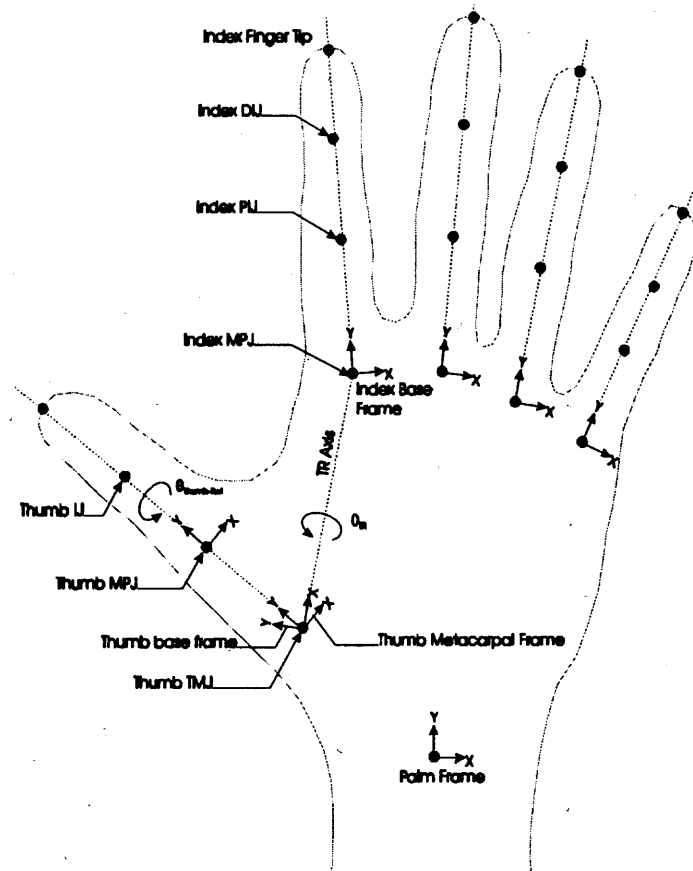 Index Finger Tip
Index DIJ
Index PIJ
Y
Index MPJ
X
Index Base
Frame
X
Y
X
Y
X
Y
X
TR Axis
Thumb IJ
Y
X
θTR
Thumb MPJ
Y
X
X
Y
Thumb base frame
Thumb Metacarpal Frame
Thumb TMJ
Y
X
Palm Frame